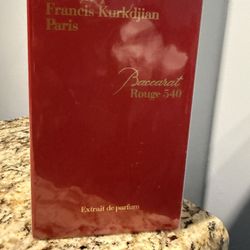 Francis Kurkdjian
Paris
Baccarat
Rouge 540
Extrait de parfum